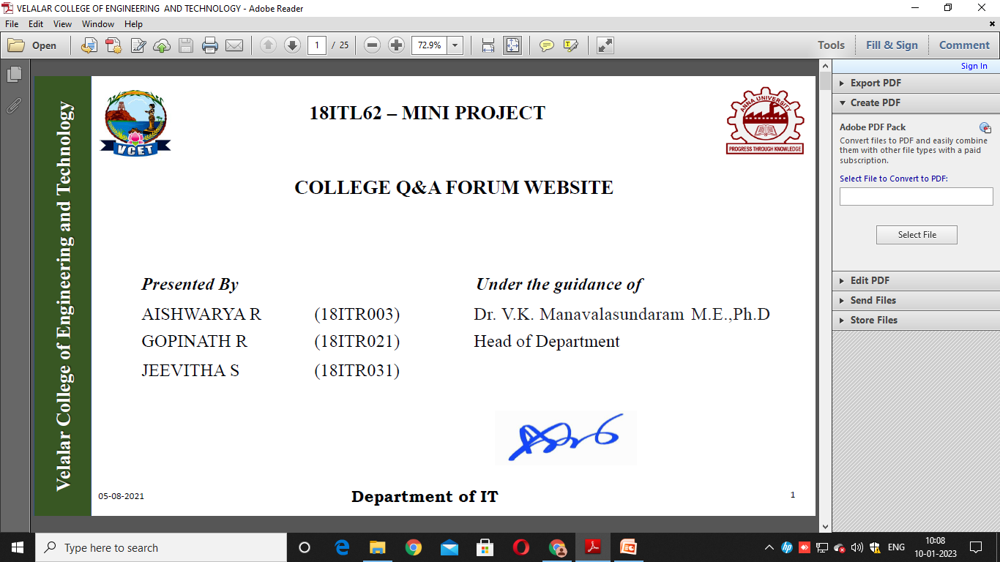 VELALAR COLLEGE OF ENGINEERING  AND TECHNOLOGY - Adobe Reader
File Edit View Window Help
Open 1 / 25 72.9% Tools Fill & Sign Comment
Sign In
Export PDF
Create PDF
Adobe PDF Pack
Convert files to PDF and easily combine
them with other file types with a paid
subscription.
Select File to Convert to PDF:
Select File
Edit PDF
Send Files
Store Files
Velalar College of Engineering and Technology
VCET
18ITL62 – MINI PROJECT
ANNA UNIVERSITY
PROGRESS THROUGH KNOWLEDGE
COLLEGE Q&A FORUM WEBSITE
Presented By Under the guidance of
AISHWARYA R (18ITR003) Dr. V.K. Manavalasundaram M.E.,Ph.D
GOPINATH R (18ITR021) Head of Department
JEEVITHA S (18ITR031)
05-08-2021 Department of IT 1
Type here to search
ENG
10:08
10-01-2023